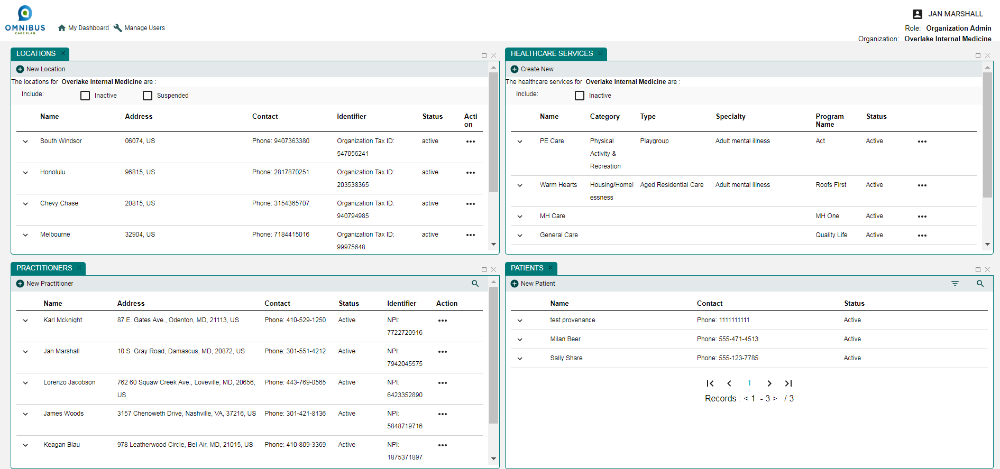 OMNIBUS
CARE PLAN
My Dashboard Manage Users
JAN MARSHALL
Role: Organization Admin
Organization: Overlake Internal Medicine
LOCATIONS
New Location
The locations for Overlake Internal Medicine are :
Include: Inactive Suspended
Name Address Contact Identifier Status Acti
on
South Windsor 06074, US Phone: 9407363380 Organization Tax ID: active
547056241
Honolulu 96815, US Phone: 2817870251 Organization Tax ID: active
203538365
Chevy Chase 20815, US Phone: 3154365707 Organization Tax ID: active
940794985
Melbourne 32904, US Phone: 7184415016 Organization Tax ID: active
99975648
HEALTHCARE SERVICES
Create New
The healthcare services for Overlake Internal Medicine are :
Include: Inactive
Name Category Type Specialty Program Status
Name
PE Care Physical Playgroup Adult mental illness Act Active
Activity &
Recreation
Warm Hearts Housing/Homel Aged Residential Care Adult mental illness Roofs First Active
essness
MH Care MH One Active
General Care Quality Life Active
PRACTITIONERS
New Practitioner
Name Address Contact Status Identifier Action
Karl Mcknight 87 E. Gates Ave., Odenton, MD, 21113, US Phone: 410-529-1250 Active NPI:
7722720916
Jan Marshall 10 S. Gray Road, Damascus, MD, 20872, US Phone: 301-551-4212 Active NPI:
7942045575
Lorenzo Jacobson 762 60 Squaw Creek Ave., Loveville, MD, 20656, Phone: 443-769-0565 Active NPI:
US 6423352890
James Woods 3157 Chenoweth Drive, Nashville, VA, 37216, US Phone: 301-421-8136 Active NPI:
5848719716
Keagan Blau 978 Leatherwood Circle, Bel Air, MD, 21015, US Phone: 410-809-3369 Active NPI:
1875371897
PATIENTS
New Patient
Name Contact Status
test provenance Phone: 1111111111 Active
Milan Beer Phone: 555-471-4513 Active
Sally Share Phone: 555-123-7785 Active
1
Records : < 1 - 3 > / 3